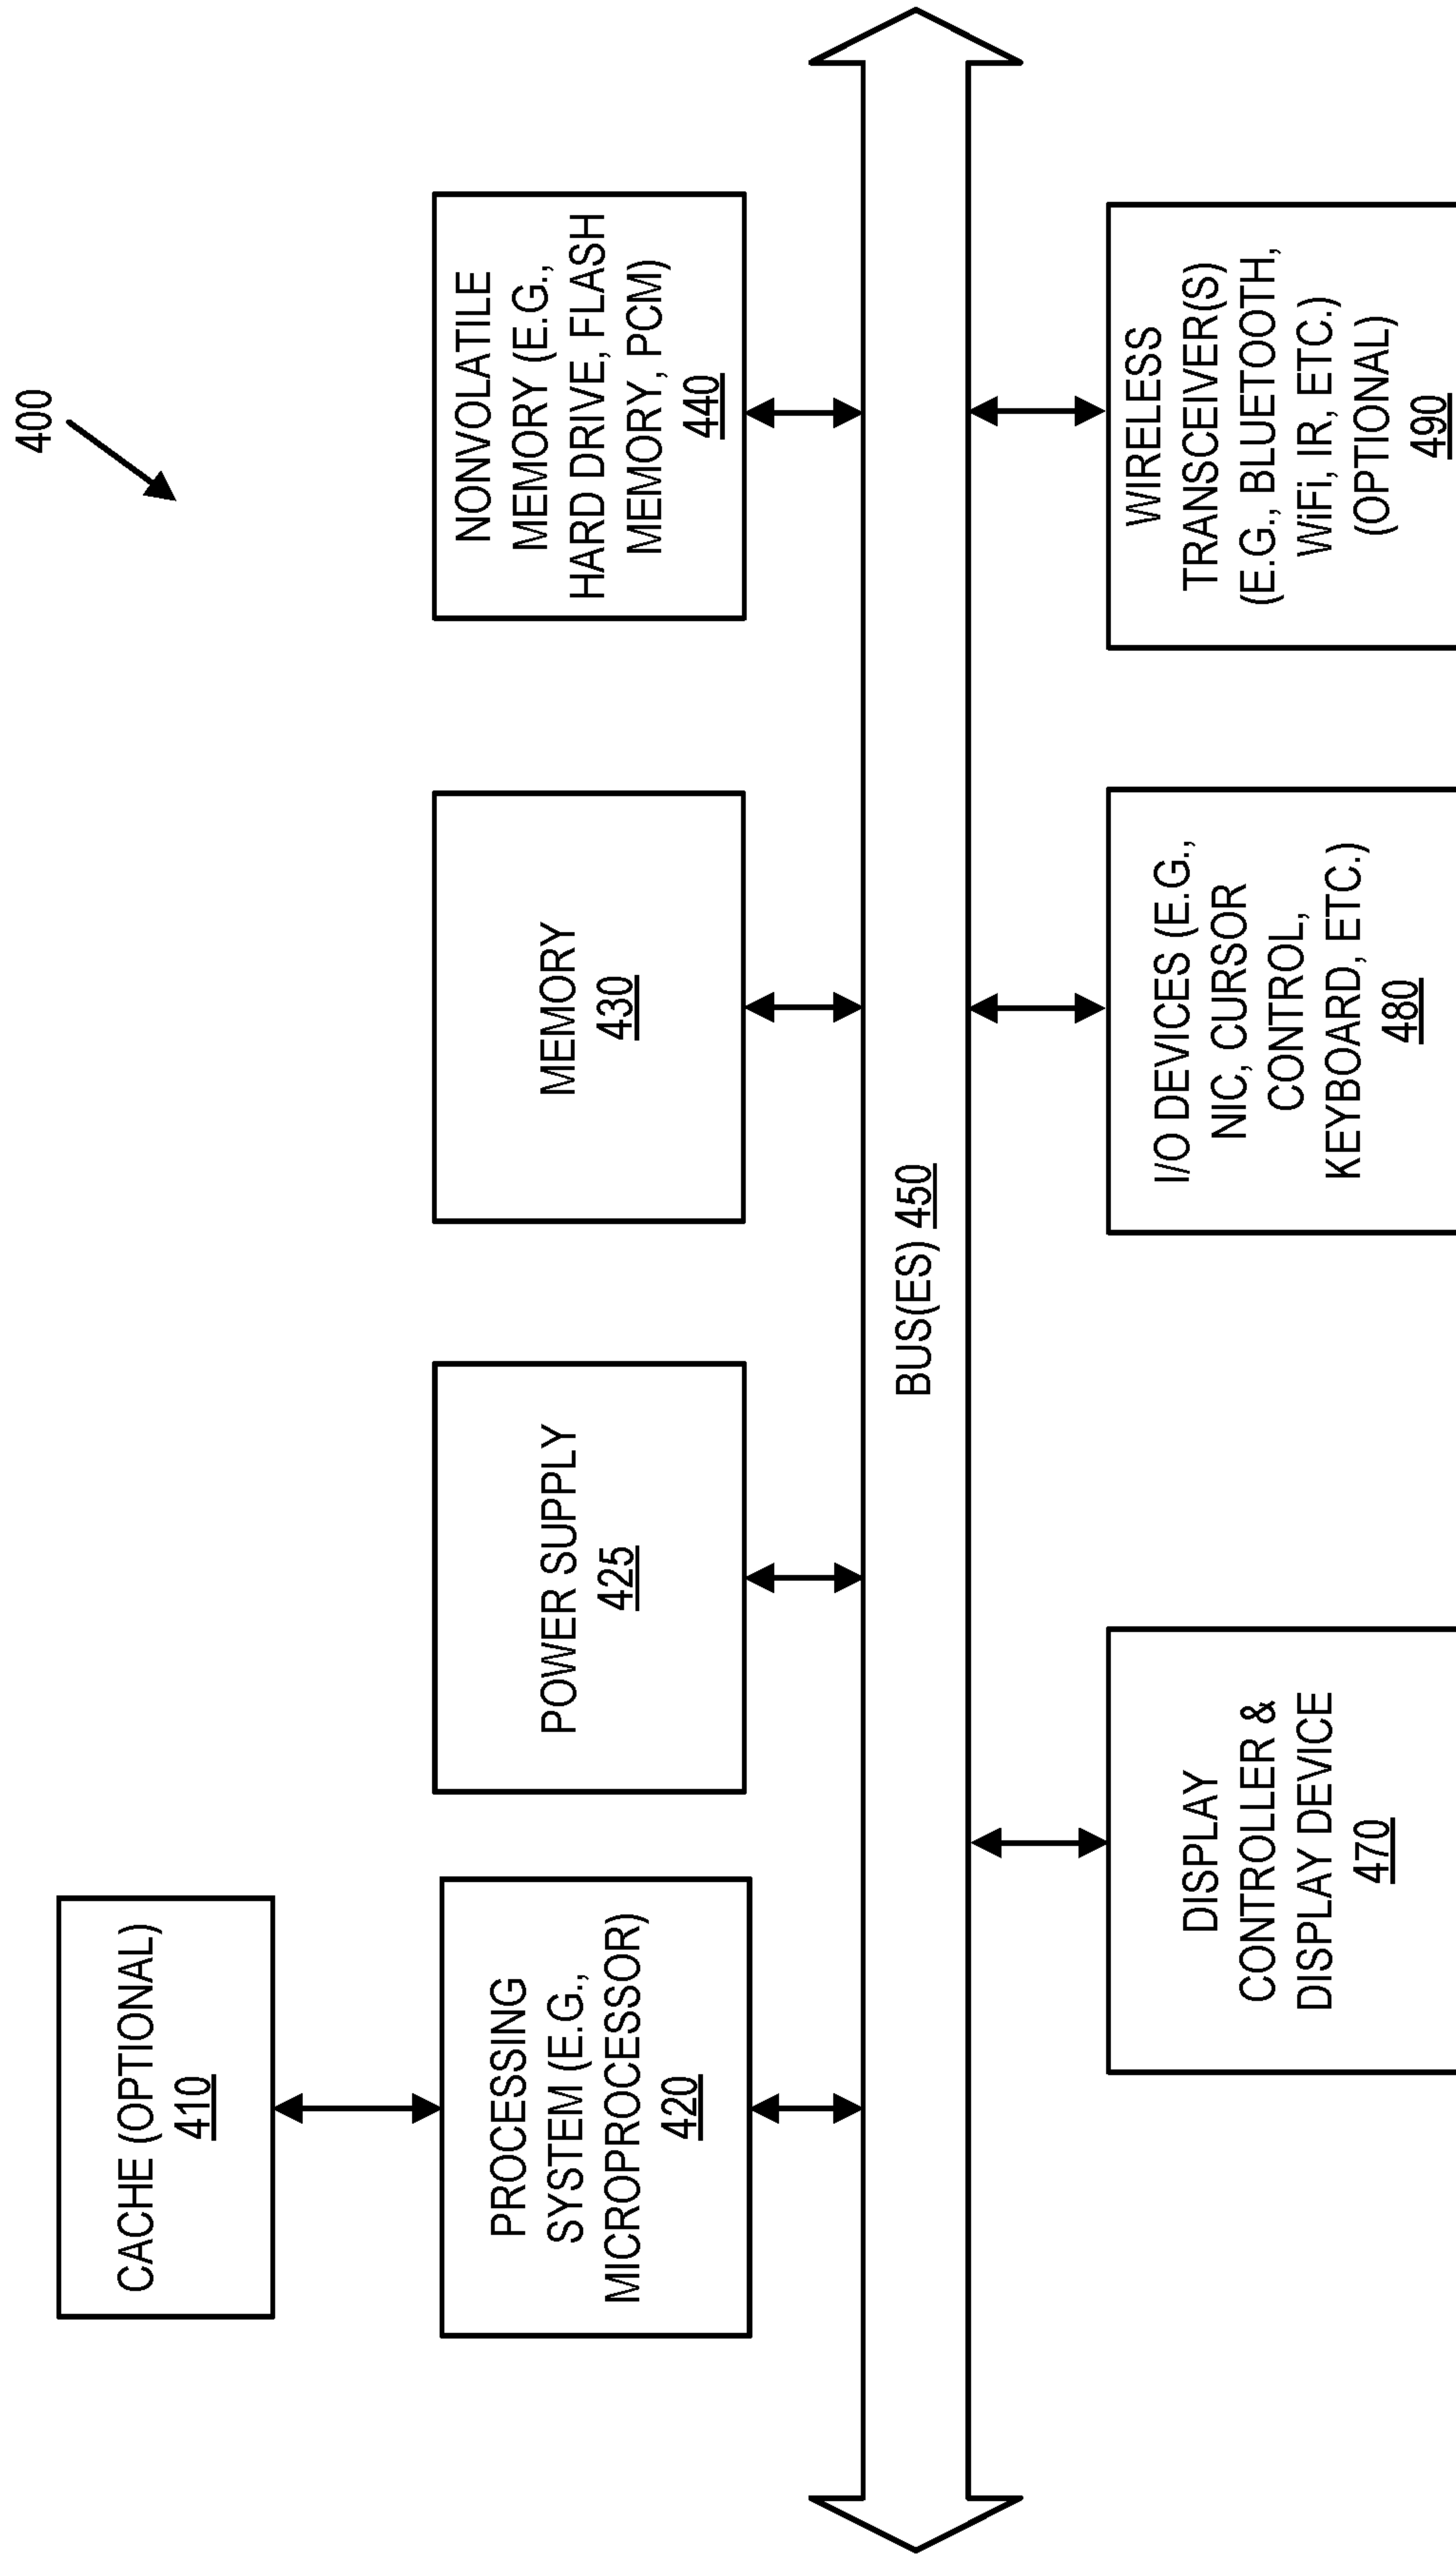 400
CACHE (OPTIONAL)
410
PROCESSING
SYSTEM (E.G.,
MICROPROCESSOR)
420
POWER SUPPLY
425
MEMORY
430
NONVOLATILE
MEMORY (E.G.,
HARD DRIVE, FLASH
MEMORY, PCM)
440
BUS(ES) 450
DISPLAY
CONTROLLER &
DISPLAY DEVICE
470
I/O DEVICES (E.G.,
NIC, CURSOR
CONTROL,
KEYBOARD, ETC.)
480
WIRELESS
TRANSCEIVER(S)
(E.G., BLUETOOTH,
WiFi, IR, ETC.)
(OPTIONAL)
490